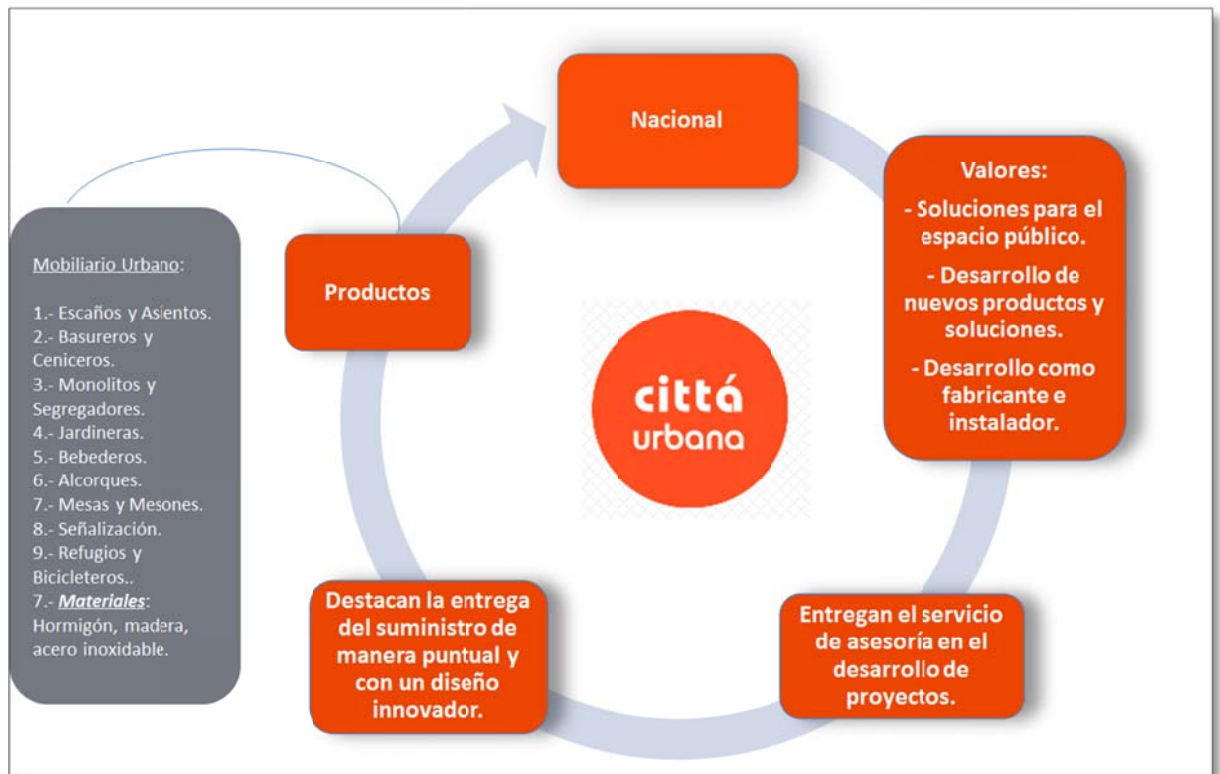 Nacional
Valores:
- Soluciones para el
espacio público.
- Desarrollo de
nuevos productos y
soluciones.
- Desarrollo como
fabricante e
instalador.
Entregan el servicio
de asesoría en el
desarrollo de
proyectos.
Destacan la entrega
del suministro de
manera puntual y
con un diseño
innovador.
Productos
Mobiliario Urbano:
1.- Escaños y Asientos.
2.- Basureros y
Ceniceros.
3.- Monolitos y
Segregadores.
4.- Jardineras.
5.- Bebederos.
6.- Alcorques.
7.- Mesas y Mesones.
8.- Señalización.
9.- Refugios y
Bicicleteros..
7.- Materiales:
Hormigón, madera,
acero inoxidable.
cittá
urbana